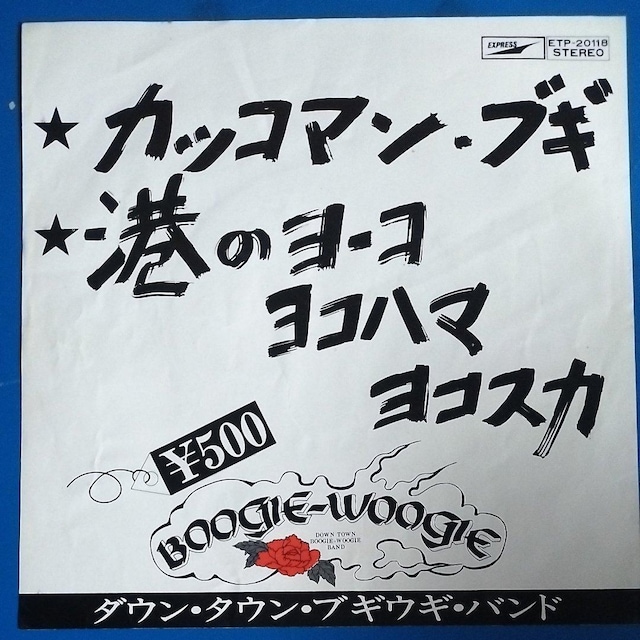 EXPRESS
ETP-20118
STEREO
★カッコマン・ブギ
★港のヨーコ
ヨコハマ
ヨコスカ
¥500
BOOGIE-WOOGIE
DOWN TOWN
BOOGIE-WOOGIE
BAND
ダウン・タウン・ブギウギ・バンド